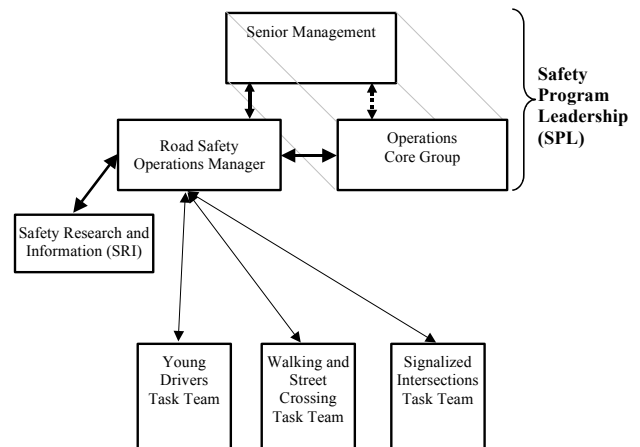 Senior Management
Safety
Program
Leadership
(SPL)
Road Safety
Operations Manager
Operations
Core Group
Safety Research and
Information (SRI)
Young
Drivers
Task Team
Walking and
Street
Crossing
Task Team
Signalized
Intersections
Task Team